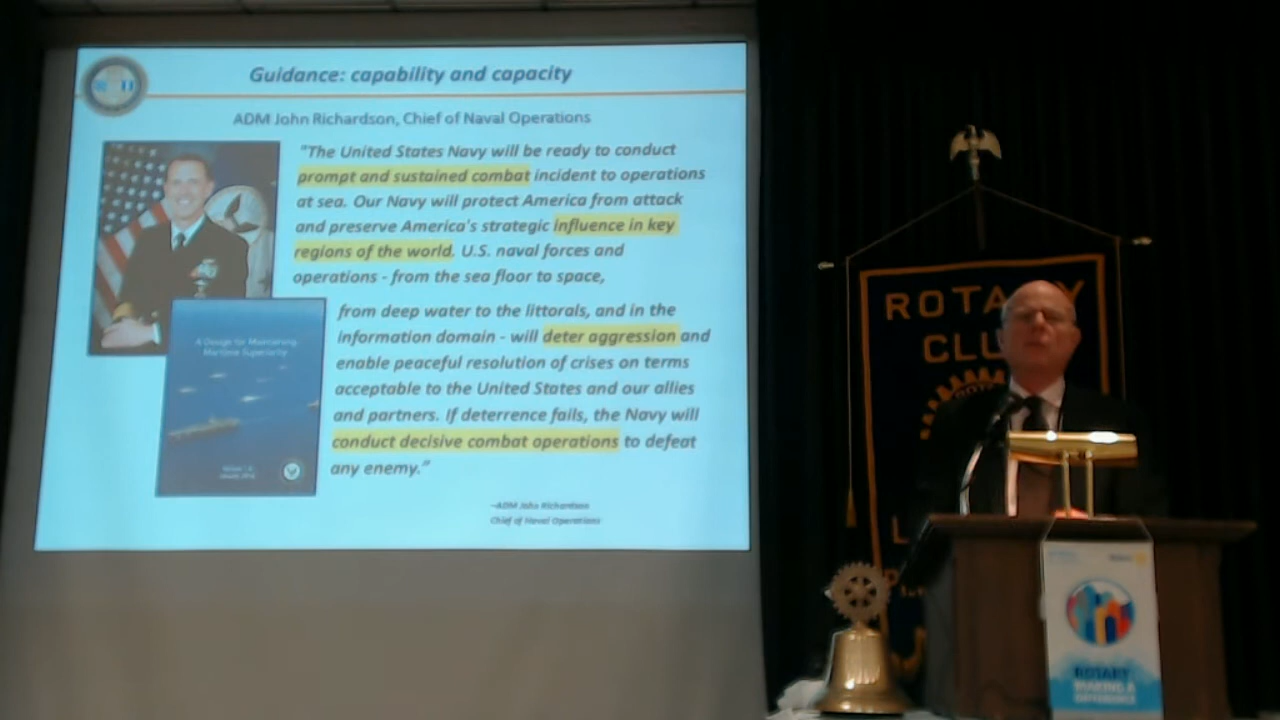 Guidance: capability and capacity
ADM John Richardson, Chief of Naval Operations
"The United States Navy will be ready to conduct
prompt and sustained combat incident to operations
at sea. Our Navy will protect America from attack
and preserve America's strategic influence in key
regions of the world. U.S. naval forces and
operations - from the sea floor to space,
from deep water to the littorals, and in the
information domain - will deter aggression and
enable peaceful resolution of crises on terms
acceptable to the United States and our allies
and partners. If deterrence fails, the Navy will
conduct decisive combat operations to defeat
any enemy."
--ADM John Richardson
Chief of Naval Operations
A Design for Maintaining
Maritime Superiority
ROTA Y
CLU
L
ROTARY
MAKING A
DIFFERENCE